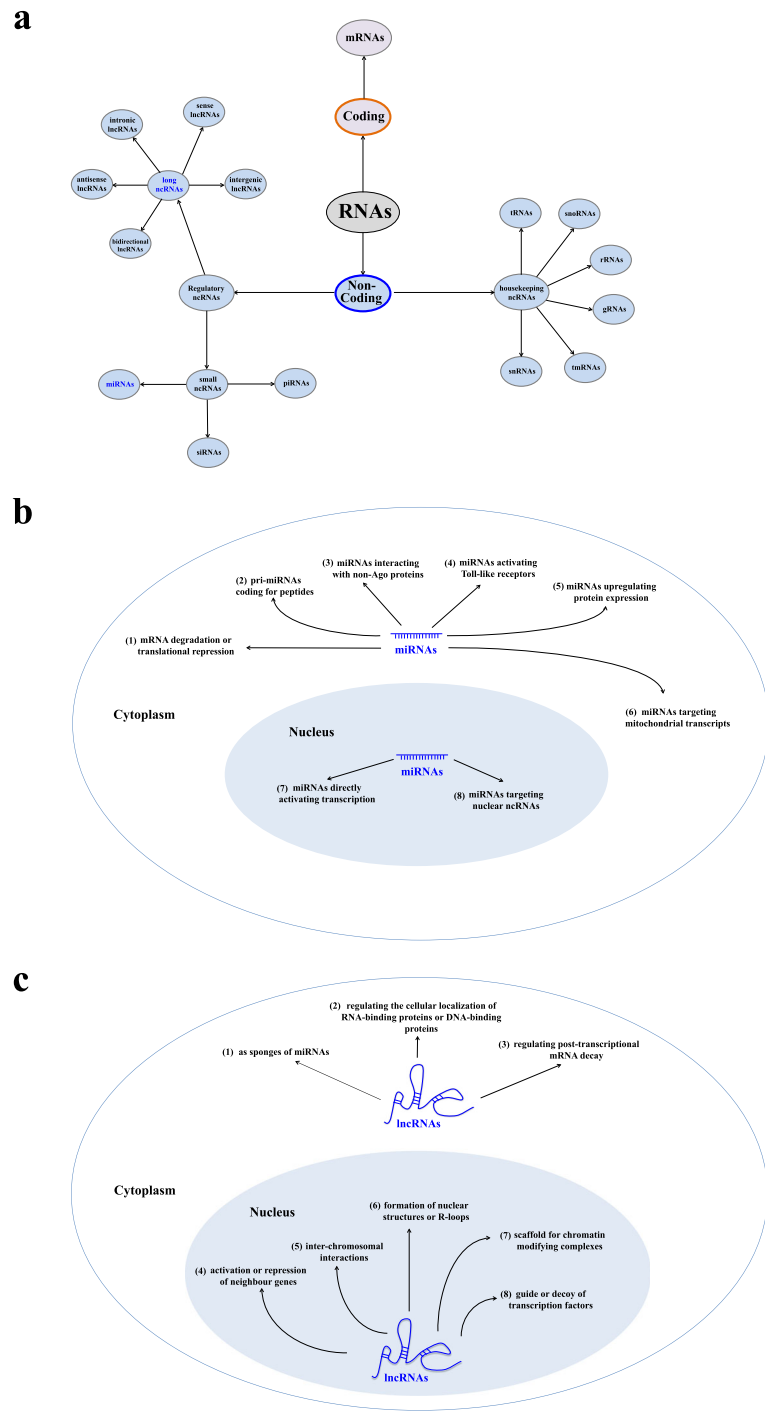 a
mRNAs
Coding
RNAs
Non-
Coding
sense
lncRNAs
intronic
lncRNAs
antisense
lncRNAs
long
ncRNAs
intergenic
lncRNAs
bidirectional
lncRNAs
Regulatory
ncRNAs
miRNAs
small
ncRNAs
piRNAs
siRNAs
tRNAs
snoRNAs
rRNAs
housekeeping
ncRNAs
gRNAs
tmRNAs
snRNAs
b
(1) mRNA degradation or
translational repression
(2) pri-miRNAs
coding for peptides
(3) miRNAs interacting
with non-Ago proteins
(4) miRNAs activating
Toll-like receptors
(5) miRNAs upregulating
protein expression
miRNAs
(6) miRNAs targeting
mitochondrial transcripts
Cytoplasm
Nucleus
miRNAs
(7) miRNAs directly
activating transcription
(8) miRNAs targeting
nuclear ncRNAs
c
(1) as sponges of miRNAs
(2) regulating the cellular localization of
RNA-binding proteins or DNA-binding
proteins
(3) regulating post-transcriptional
mRNA decay
lncRNAs
Cytoplasm
Nucleus
(4) activation or repression
of neighbour genes
(5) inter-chromosomal
interactions
(6) formation of nuclear
structures or R-loops
(7) scaffold for chromatin
modifying complexes
(8) guide or decoy of
transcription factors
lncRNAs